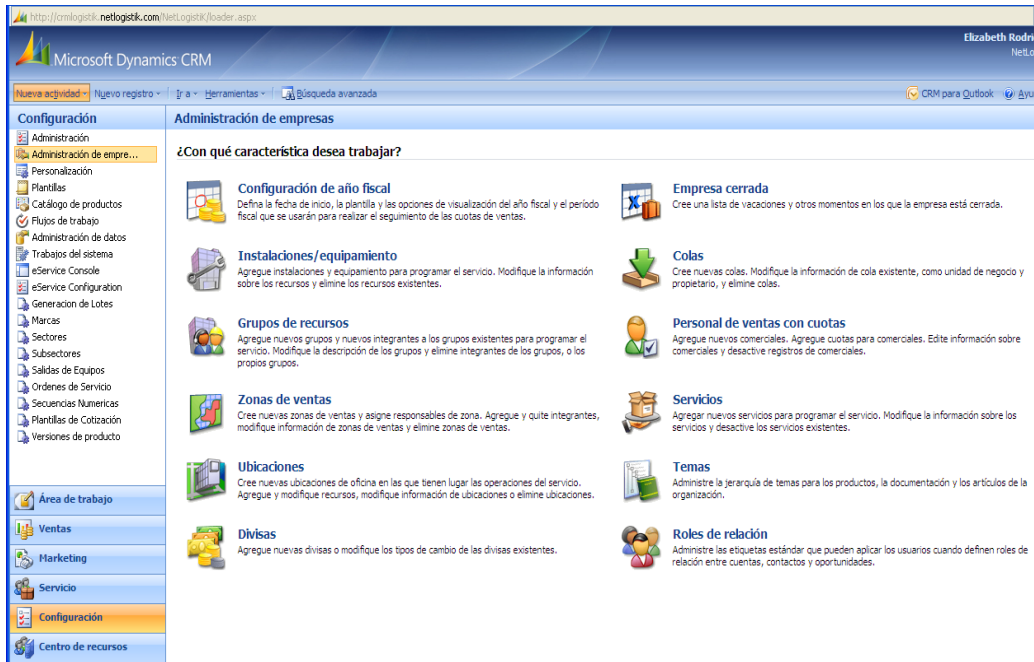 http://crmlogistik.netlogistik.com/NetLogistiK/loader.aspx
Microsoft Dynamics CRM
Elizabeth Rodri
NetLo
Nueva actividad Nuevo registro Ir a Herramientas Búsqueda avanzada CRM para Outlook Ayu
Configuración
Administración
Administración de empre...
Personalización
Plantillas
Catálogo de productos
Flujos de trabajo
Administración de datos
Trabajos del sistema
eService Console
eService Configuration
Generacion de Lotes
Marcas
Sectores
Subsectores
Salidas de Equipos
Ordenes de Servicio
Secuencias Numericas
Plantillas de Cotización
Versiones de producto
Área de trabajo
Ventas
Marketing
Servicio
Configuración
Centro de recursos
Administración de empresas
¿Con qué característica desea trabajar?
Configuración de año fiscal
Defina la fecha de inicio, la plantilla y las opciones de visualización del año fiscal y el período
fiscal que se usarán para realizar el seguimiento de las cuotas de ventas.
Empresa cerrada
Cree una lista de vacaciones y otros momentos en los que la empresa está cerrada.
Instalaciones/equipamiento
Agregue instalaciones y equipamiento para programar el servicio. Modifique la información
sobre los recursos y elimine los recursos existentes.
Colas
Cree nuevas colas. Modifique la información de cola existente, como unidad de negocio y
propietario, y elimine colas.
Grupos de recursos
Agregue nuevos grupos y nuevos integrantes a los grupos existentes para programar el
servicio. Modifique la descripción de los grupos y elimine integrantes de los grupos, o los
propios grupos.
Personal de ventas con cuotas
Agregue nuevos comerciales. Agregue cuotas para comerciales. Edite información sobre
comerciales y desactive registros de comerciales.
Zonas de ventas
Cree nuevas zonas de ventas y asigne responsables de zona. Agregue y quite integrantes,
modifique información de zonas de ventas y elimine zonas de ventas.
Servicios
Agregar nuevos servicios para programar el servicio. Modifique la información sobre los
servicios y desactive los servicios existentes.
Ubicaciones
Cree nuevas ubicaciones de oficina en las que tienen lugar las operaciones del servicio.
Agregue y modifique recursos, modifique información de ubicaciones o elimine ubicaciones.
Temas
Administre la jerarquía de temas para los productos, la documentación y los artículos de la
organización.
Divisas
Agregue nuevas divisas o modifique los tipos de cambio de las divisas existentes.
Roles de relación
Administre las etiquetas estándar que pueden aplicar los usuarios cuando definen roles de
relación entre cuentas, contactos y oportunidades.